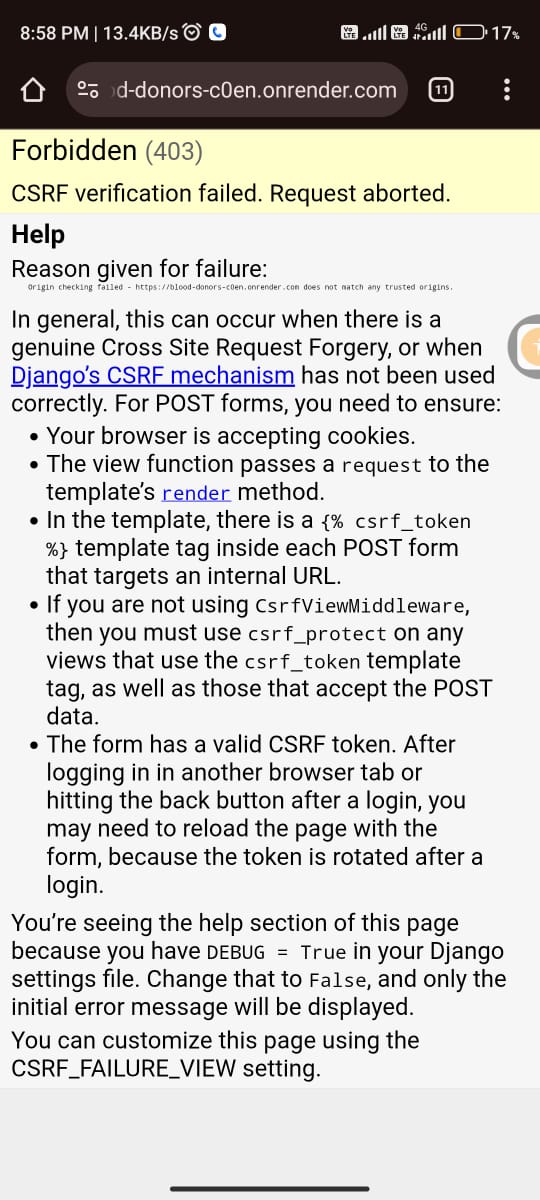 8:58 PM | 13.4KB/s
Vo LTE Vo LTE 4G 17%
d-donors-c0en.onrender.com 11
Forbidden (403)
CSRF verification failed. Request aborted.
Help
Reason given for failure:
Origin checking failed - https://blood-donors-c0en.onrender.com does not match any trusted origins.
In general, this can occur when there is a
genuine Cross Site Request Forgery, or when
Django’s CSRF mechanism has not been used
correctly. For POST forms, you need to ensure:
• Your browser is accepting cookies.
• The view function passes a request to the
template’s render method.
• In the template, there is a {% csrf_token
%} template tag inside each POST form
that targets an internal URL.
• If you are not using CsrfViewMiddleware,
then you must use csrf_protect on any
views that use the csrf_token template
tag, as well as those that accept the POST
data.
• The form has a valid CSRF token. After
logging in in another browser tab or
hitting the back button after a login, you
may need to reload the page with the
form, because the token is rotated after a
login.
You’re seeing the help section of this page
because you have DEBUG = True in your Django
settings file. Change that to False, and only the
initial error message will be displayed.
You can customize this page using the
CSRF_FAILURE_VIEW setting.